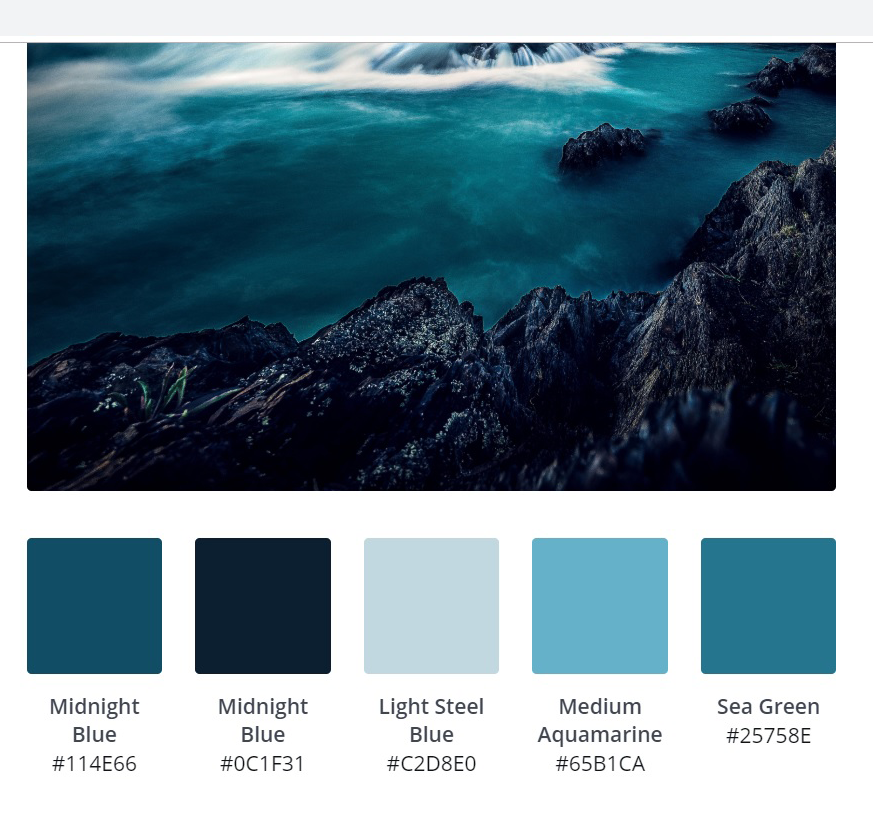 Midnight
Blue
#114E66
Midnight
Blue
#0C1F31
Light Steel
Blue
#C2D8E0
Medium
Aquamarine
#65B1CA
Sea Green
#25758E